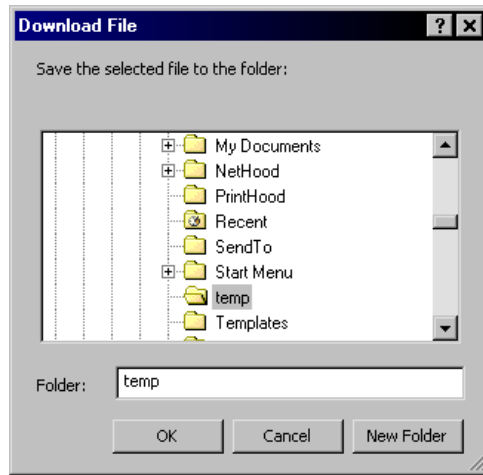 Download File
Save the selected file to the folder:
My Documents
NetHood
PrintHood
Recent
SendTo
Start Menu
temp
Templates
Folder: temp
OK Cancel New Folder